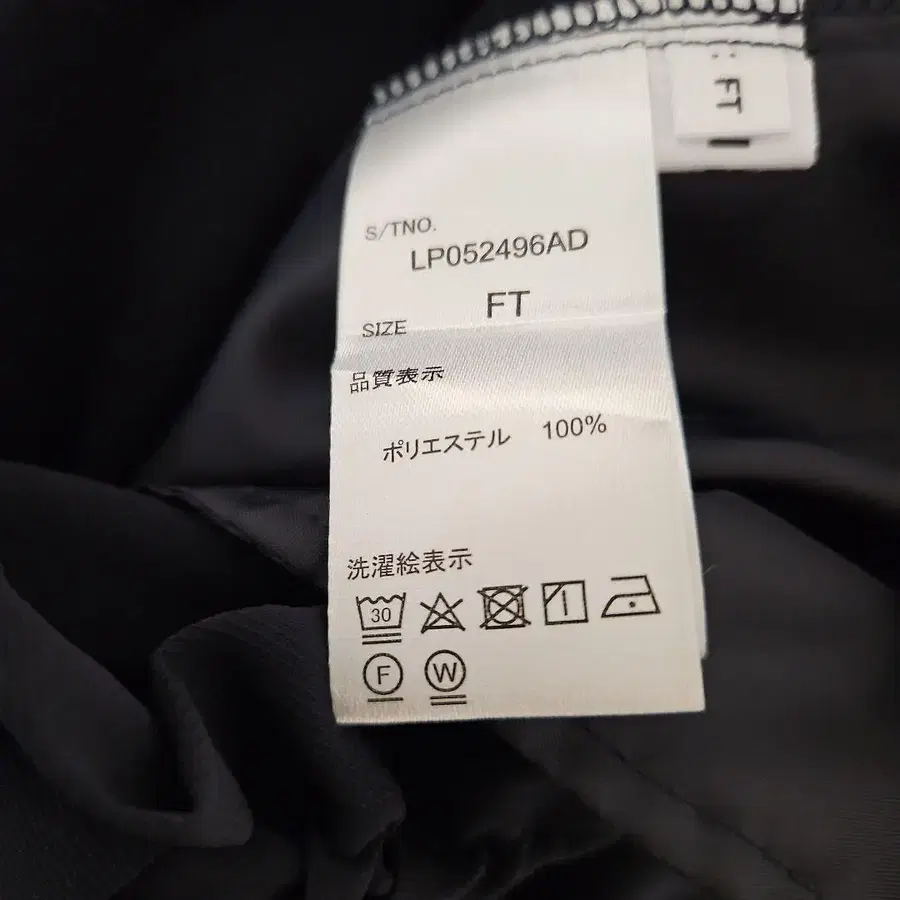 FT
S/TNO.
LP052496AD
SIZE FT
品質表示
ポリエステル 100%
洗濯絵表示
30
F W